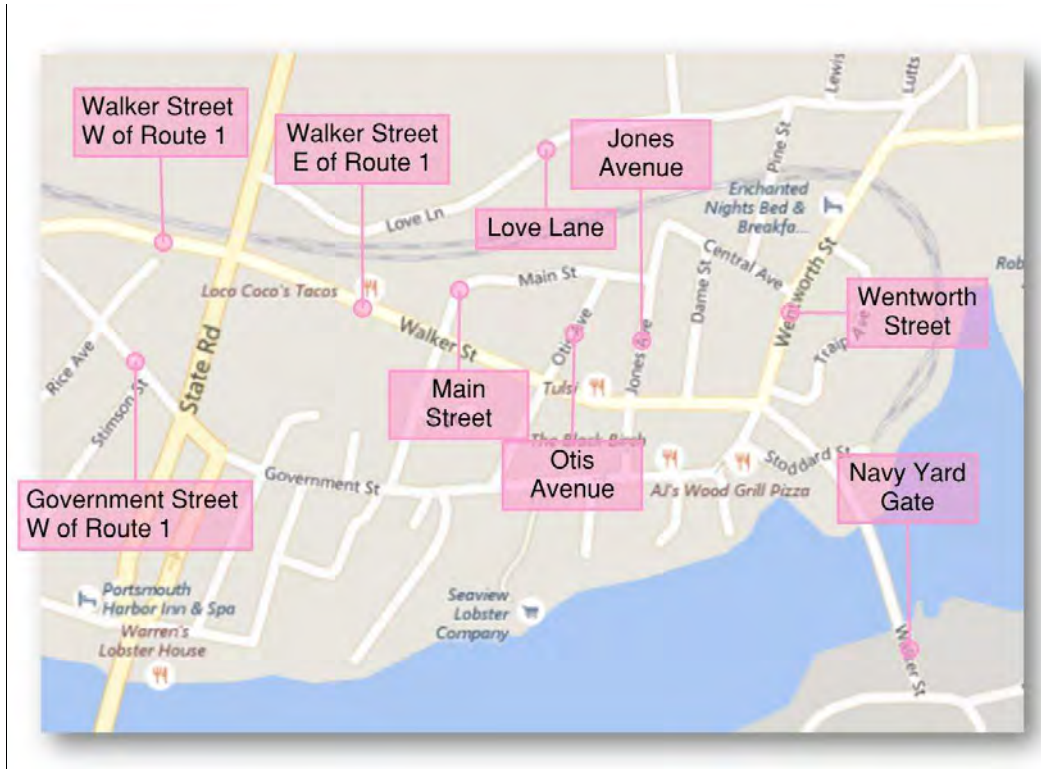 Walker Street
W of Route 1
Walker Street
E of Route 1
Jones
Avenue
Lewis
Lutts
Pine St
Enchanted
Nights Bed &
Breakfa...
Love Ln
Love Lane
Central Ave
Main St
Dame St
Wentworth St
Rob
Loco Coco's Tacos
Wentworth
Street
Walker St
Otis Ave
Jones Ave
Traip Ave
State Rd
Rice Ave
Stimson St
Main
Street
Tulsi
The Black Birch
Otis
Avenue
Stoddard St
Government St
AJ's Wood Grill Pizza
Navy Yard
Gate
Government Street
W of Route 1
Portsmouth
Harbor Inn & Spa
Warren's
Lobster House
Seaview
Lobster
Company
Walker St